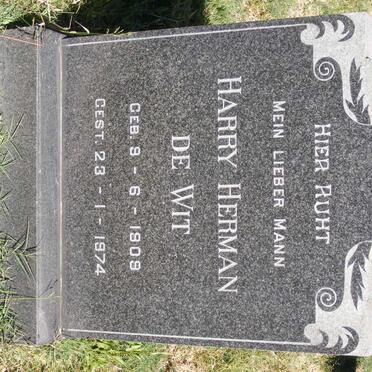 HIER RUHT
MEIN LIEBER MANN
HARRY HERMAN
DE WIT
GEB. 9 - 6 - 1909
GEST. 23 - 1 - 1974